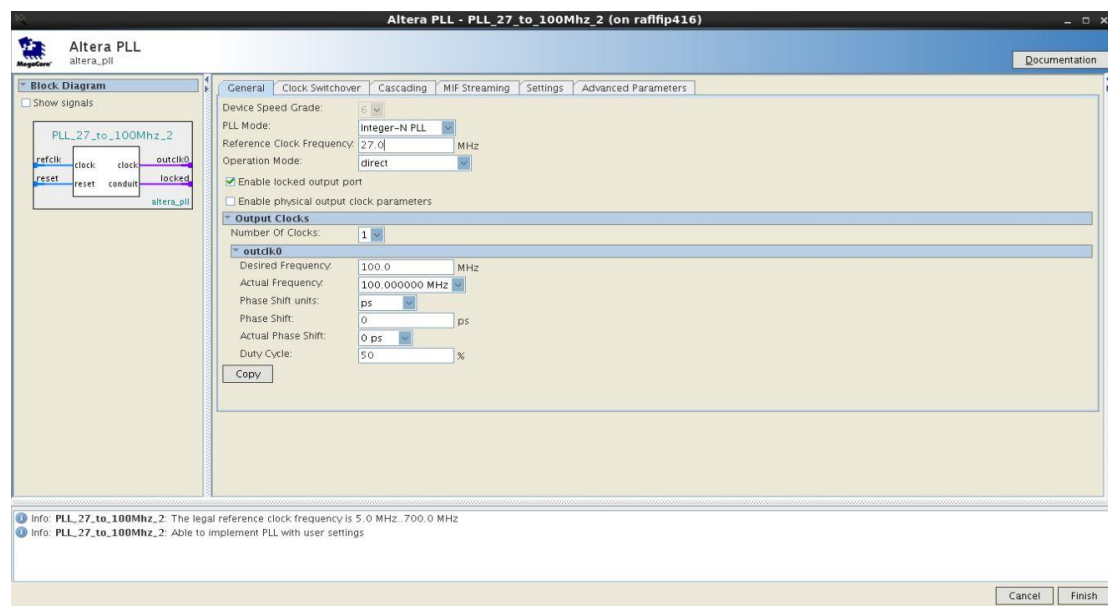 Altera PLL - PLL_27_to_100Mhz_2 (on raflfip416)
MegaCore'
Altera PLL
altera_pll
Documentation
Block Diagram
Show signals
PLL_27_to_100Mhz_2
refclk
clock
clock
outclk0
reset
reset
conduit
locked
altera_pll
General
Clock Switchover
Cascading
MIF Streaming
Settings
Advanced Parameters
Device Speed Grade:
6
PLL Mode:
Integer-N PLL
Reference Clock Frequency:
27.0
MHz
Operation Mode:
direct
Enable locked output port
Enable physical output clock parameters
Output Clocks
Number Of Clocks:
1
outclk0
Desired Frequency:
100.0
MHz
Actual Frequency:
100.000000 MHz
Phase Shift units:
ps
Phase Shift:
0
ps
Actual Phase Shift:
0 ps
Duty Cycle:
50
%
Copy
Info: PLL_27_to_100Mhz_2: The legal reference clock frequency is 5.0 MHz..700.0 MHz
Info: PLL_27_to_100Mhz_2: Able to implement PLL with user settings
Cancel
Finish